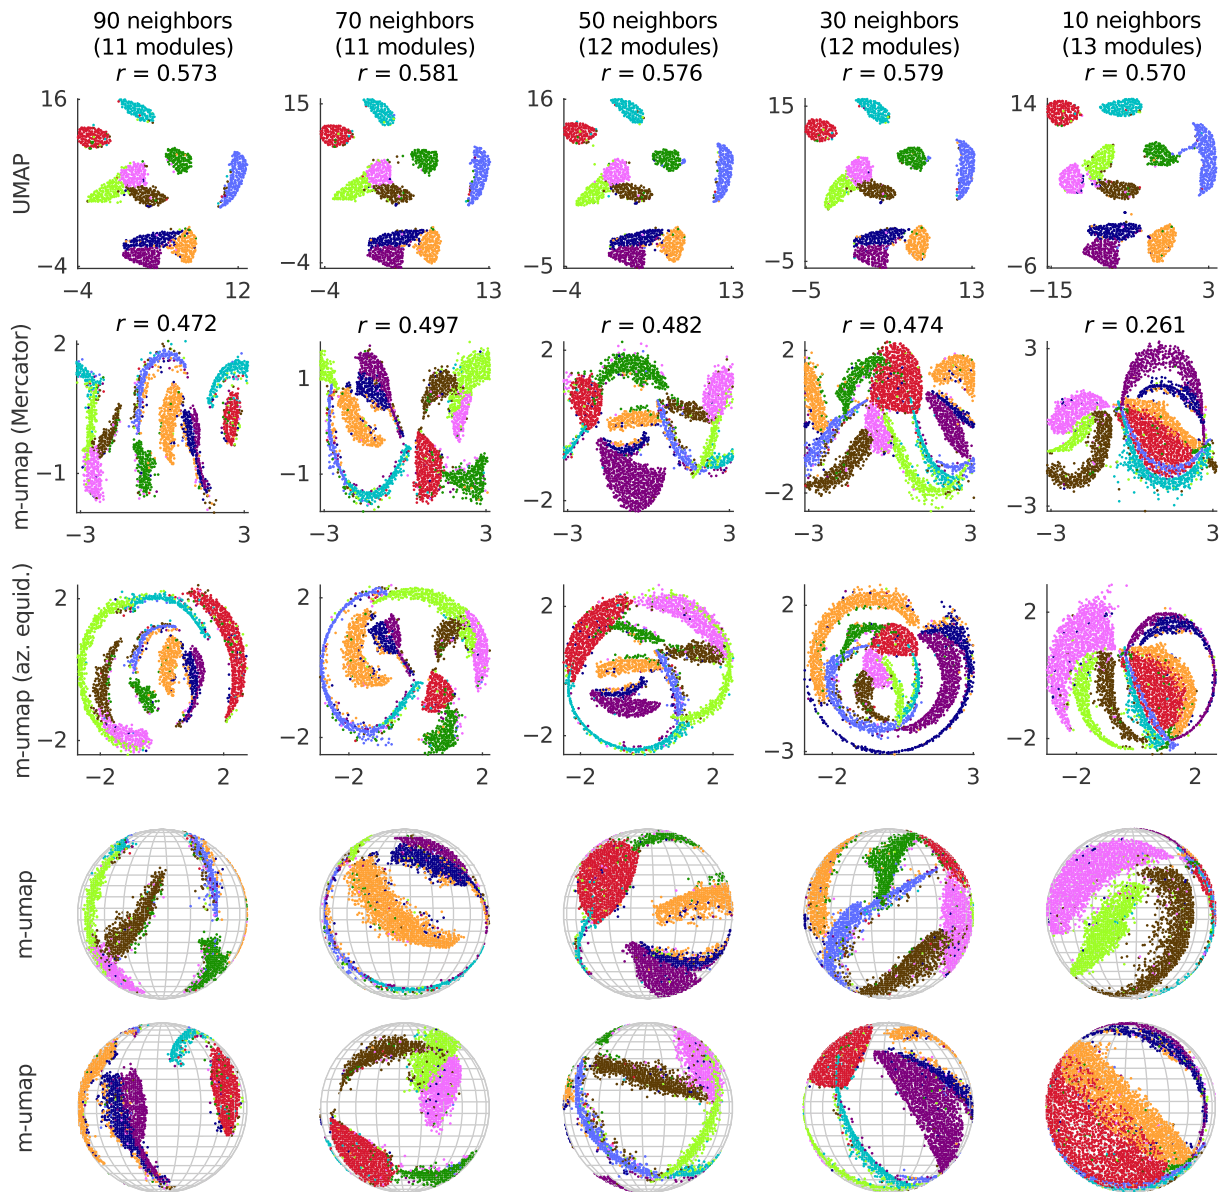 90 neighbors
(11 modules)
r = 0.573
70 neighbors
(11 modules)
r = 0.581
50 neighbors
(12 modules)
r = 0.576
30 neighbors
(12 modules)
r = 0.579
10 neighbors
(13 modules)
r = 0.570
UMAP
16
−4
−4
12
15
−4
−4
13
16
−5
−4
13
15
−5
−5
13
14
−6
−15
3
m-umap (Mercator)
r = 0.472
2
−1
−3
3
r = 0.497
1
−1
−3
3
r = 0.482
2
−2
−3
3
r = 0.474
2
−2
−3
3
r = 0.261
3
−3
−3
3
m-umap (az. equid.)
2
−2
−2
2
2
−2
−2
2
2
−2
−2
2
2
−3
−2
3
2
−2
−2
2
m-umap
m-umap